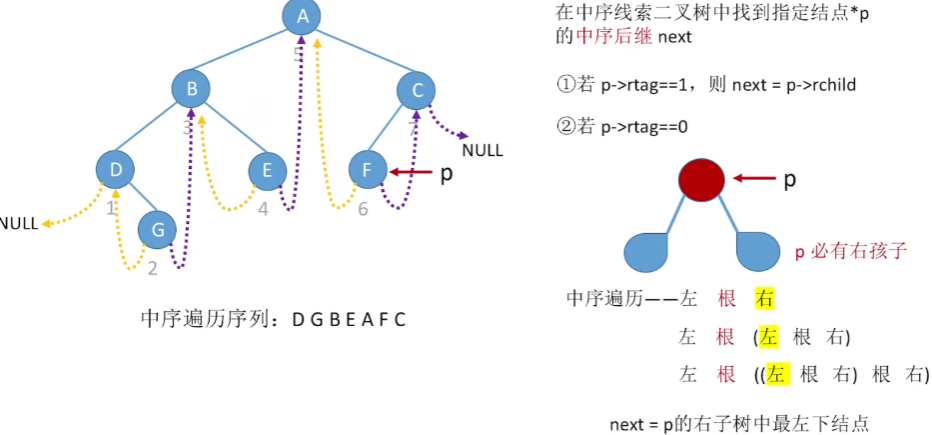 A
5
B
3
C
7
NULL
D
1
E
4
F
6
p
NULL
G
2
中序遍历序列：D G B E A F C
在中序线索二叉树中找到指定结点*p
的中序后继 next
①若 p->rtag==1，则 next = p->rchild
②若 p->rtag==0
p
p 必有右孩子
中序遍历——左 根 右
左 根 (左 根 右)
左 根 ((左 根 右) 根 右)
next = p的右子树中最左下结点